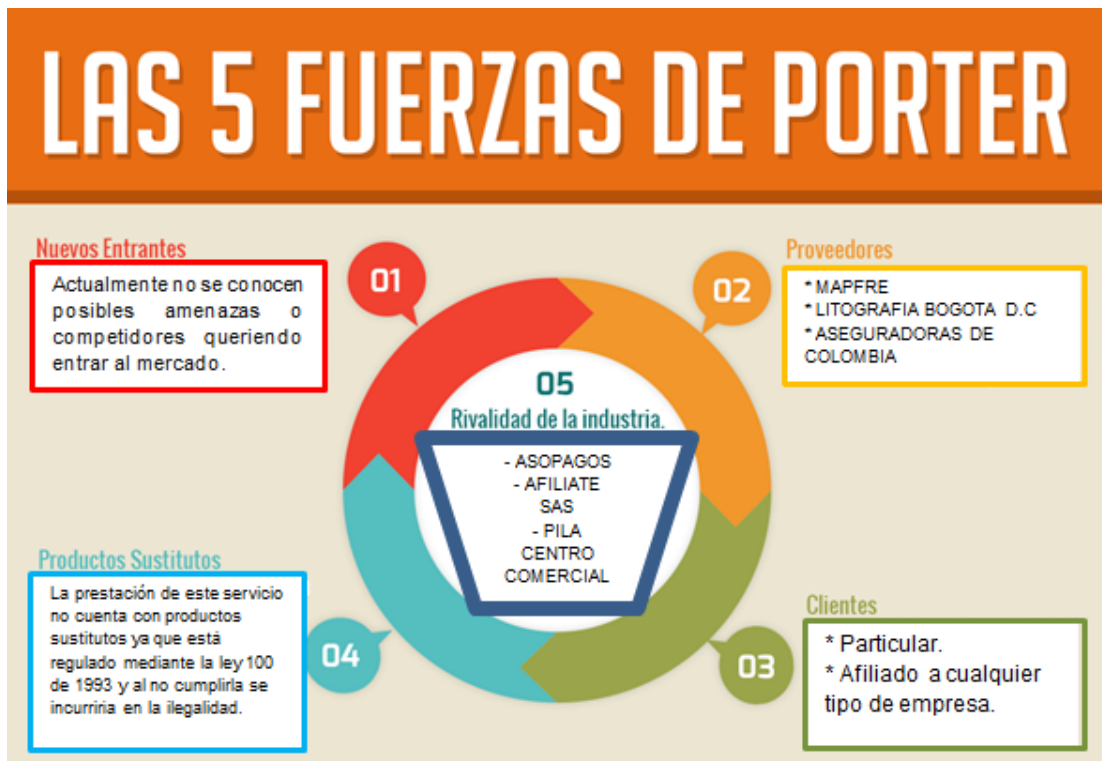 LAS 5 FUERZAS DE PORTER
Nuevos Entrantes
Actualmente no se conocen
posibles amenazas o
competidores queriendo
entrar al mercado.
01
02
Proveedores
* MAPFRE
* LITOGRAFIA BOGOTA D.C
* ASEGURADORAS DE
COLOMBIA
05
Rivalidad de la industria.
- ASOPAGOS
- AFILIATE
SAS
- PILA
CENTRO
COMERCIAL
Productos Sustitutos
La prestación de este servicio
no cuenta con productos
sustitutos ya que está
regulado mediante la ley 100
de 1993 y al no cumplirla se
incurriria en la ilegalidad.
04
03
Clientes
* Particular.
* Afiliado a cualquier
tipo de empresa.